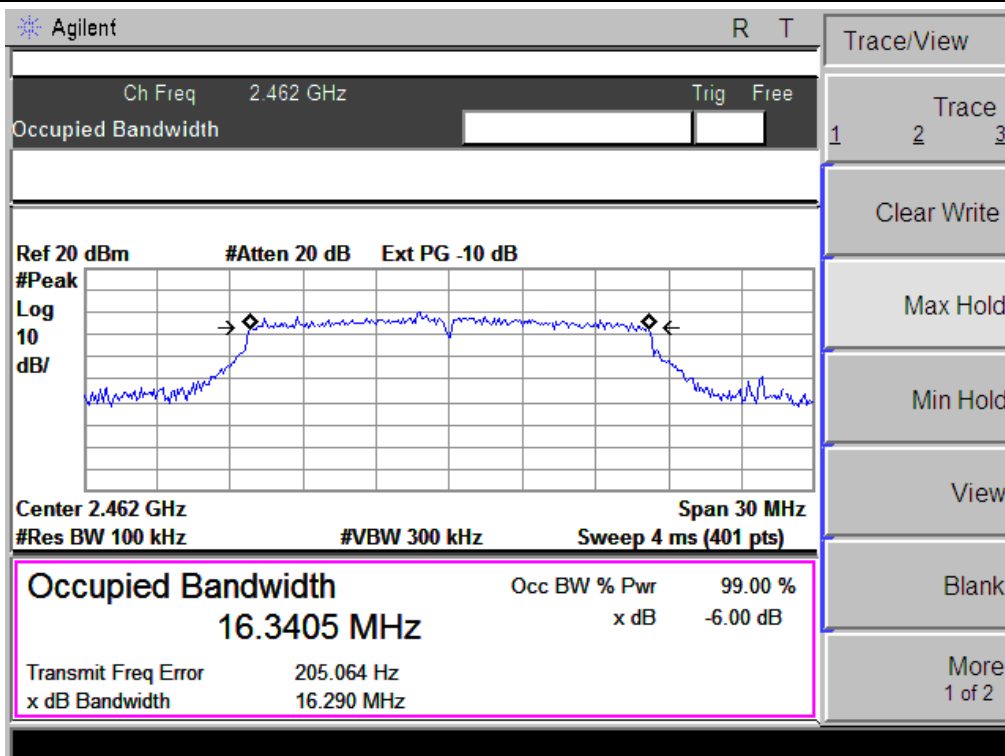 Agilent R T
Ch Freq 2.462 GHz Trig Free
Occupied Bandwidth
Ref 20 dBm #Atten 20 dB Ext PG -10 dB
#Peak
Log
10
dB/
Center 2.462 GHz Span 30 MHz
#Res BW 100 kHz #VBW 300 kHz Sweep 4 ms (401 pts)
Occupied Bandwidth Occ BW % Pwr 99.00 %
16.3405 MHz x dB -6.00 dB
Transmit Freq Error 205.064 Hz
x dB Bandwidth 16.290 MHz
Trace/View
Trace
1 2 3
Clear Write
Max Hold
Min Hold
View
Blank
More
1 of 2